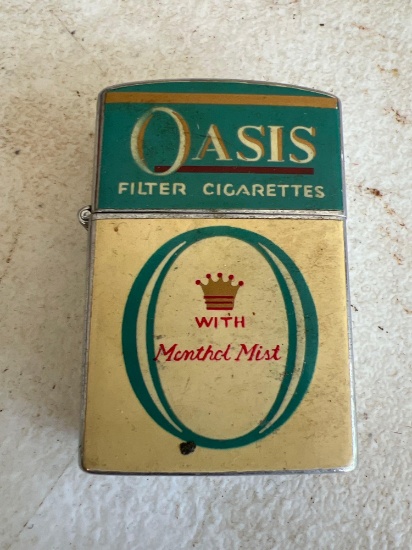 OASIS
FILTER CIGARETTES
WITH
Menthol Mist